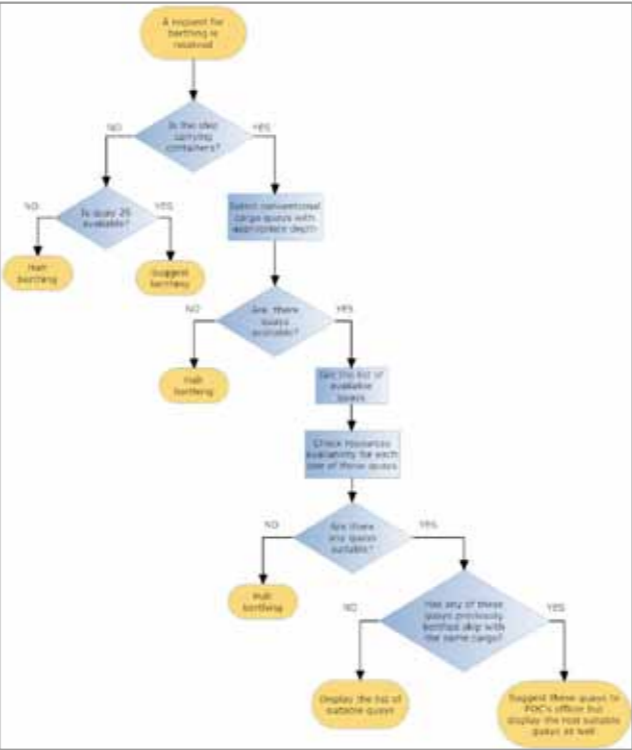 A request for
berthing is
received
Is the ship
carrying
containers?
NO
YES
Is quay 25
available?
NO
YES
Halt
berthing
Suggest
berthing
Select conventional
cargo quays with
appropriate depth
Are there
quays
available?
NO
YES
Halt
berthing
Get the list of
available
quays
Check resources
availability for each
one of these quays
Are there
any quays
suitable?
NO
YES
Halt
berthing
Has any of these
quays previously
berthed ship with
the same cargo?
NO
YES
Display the list of
suitable quays
Suggest these quays to
POC's officer but
display the rest suitable
quays as well